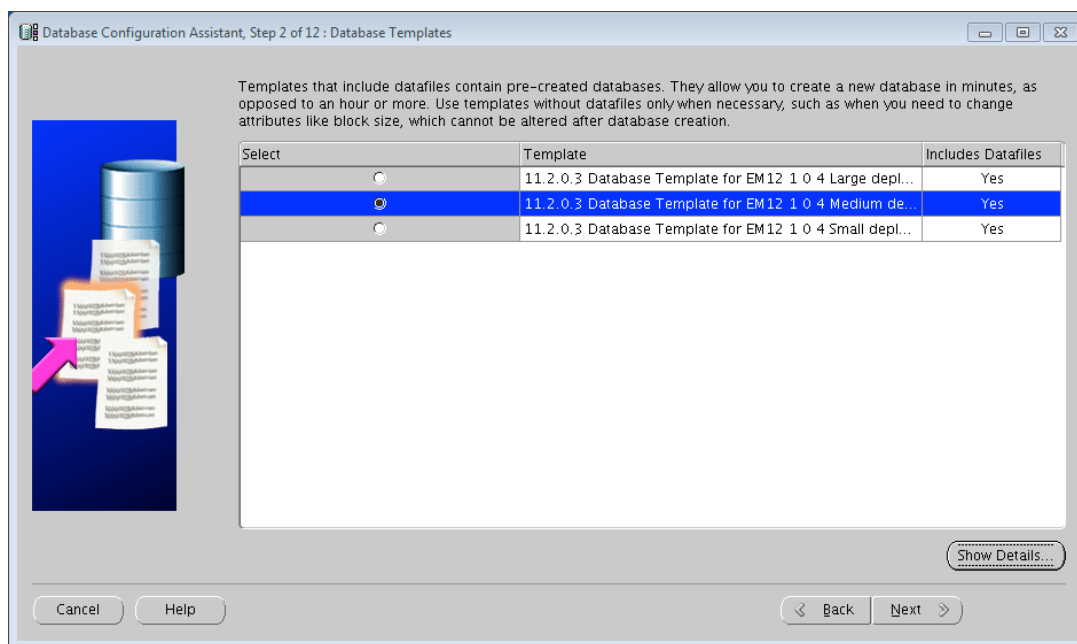 Database Configuration Assistant, Step 2 of 12 : Database Templates
Templates that include datafiles contain pre-created databases. They allow you to create a new database in minutes, as
opposed to an hour or more. Use templates without datafiles only when necessary, such as when you need to change
attributes like block size, which cannot be altered after database creation.
Select Template Includes Datafiles
11.2.0.3 Database Template for EM12 1 0 4 Large depl... Yes
11.2.0.3 Database Template for EM12 1 0 4 Medium de... Yes
11.2.0.3 Database Template for EM12 1 0 4 Small depl... Yes
Show Details...
Cancel Help Back Next